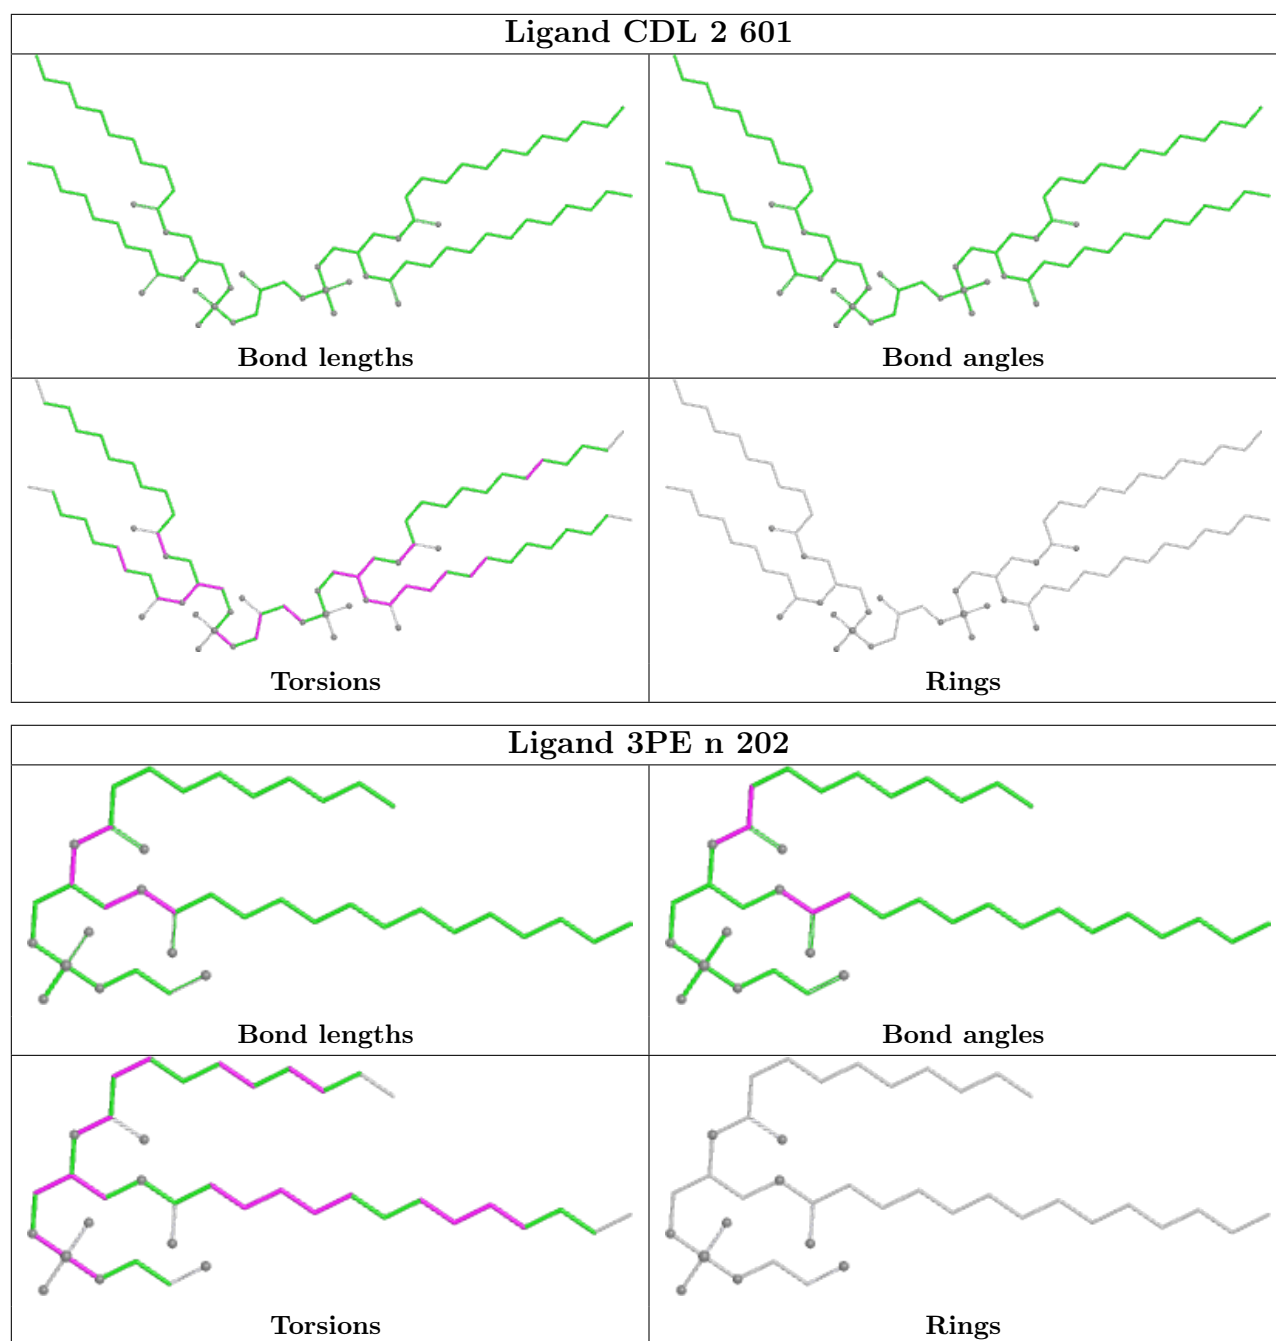 Ligand CDL 2 601
Bond lengths
Bond angles
Torsions
Rings
Ligand 3PE n 202
Bond lengths
Bond angles
Torsions
Rings